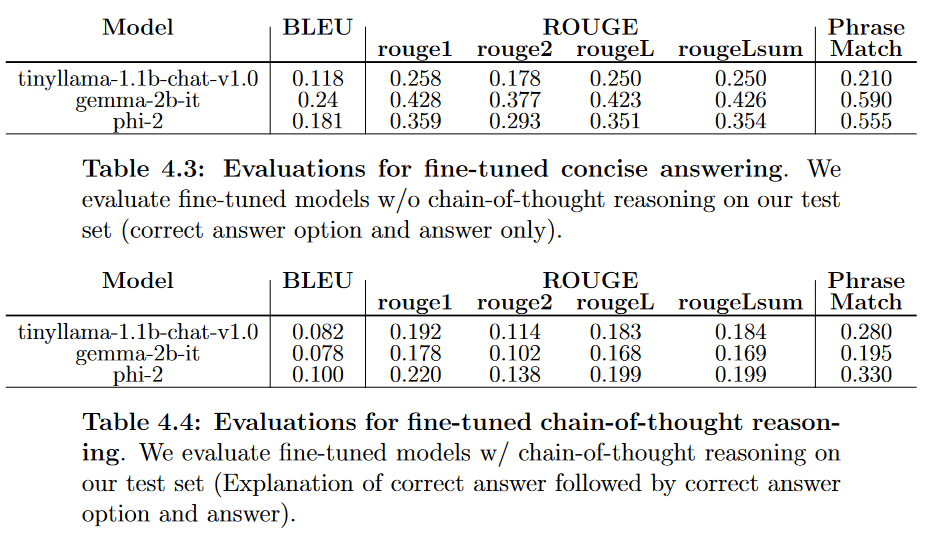 Model BLEU ROUGE Phrase
rouge1 rouge2 rougeL rougeLsum Match
tinyllama-1.1b-chat-v1.0 0.118 0.258 0.178 0.250 0.250 0.210
gemma-2b-it 0.24 0.428 0.377 0.423 0.426 0.590
phi-2 0.181 0.359 0.293 0.351 0.354 0.555
Table 4.3: Evaluations for fine-tuned concise answering. We
evaluate fine-tuned models w/o chain-of-thought reasoning on our test
set (correct answer option and answer only).
Model BLEU ROUGE Phrase
rouge1 rouge2 rougeL rougeLsum Match
tinyllama-1.1b-chat-v1.0 0.082 0.192 0.114 0.183 0.184 0.280
gemma-2b-it 0.078 0.178 0.102 0.168 0.169 0.195
phi-2 0.100 0.220 0.138 0.199 0.199 0.330
Table 4.4: Evaluations for fine-tuned chain-of-thought reason-
ing. We evaluate fine-tuned models w/ chain-of-thought reasoning on
our test set (Explanation of correct answer followed by correct answer
option and answer).